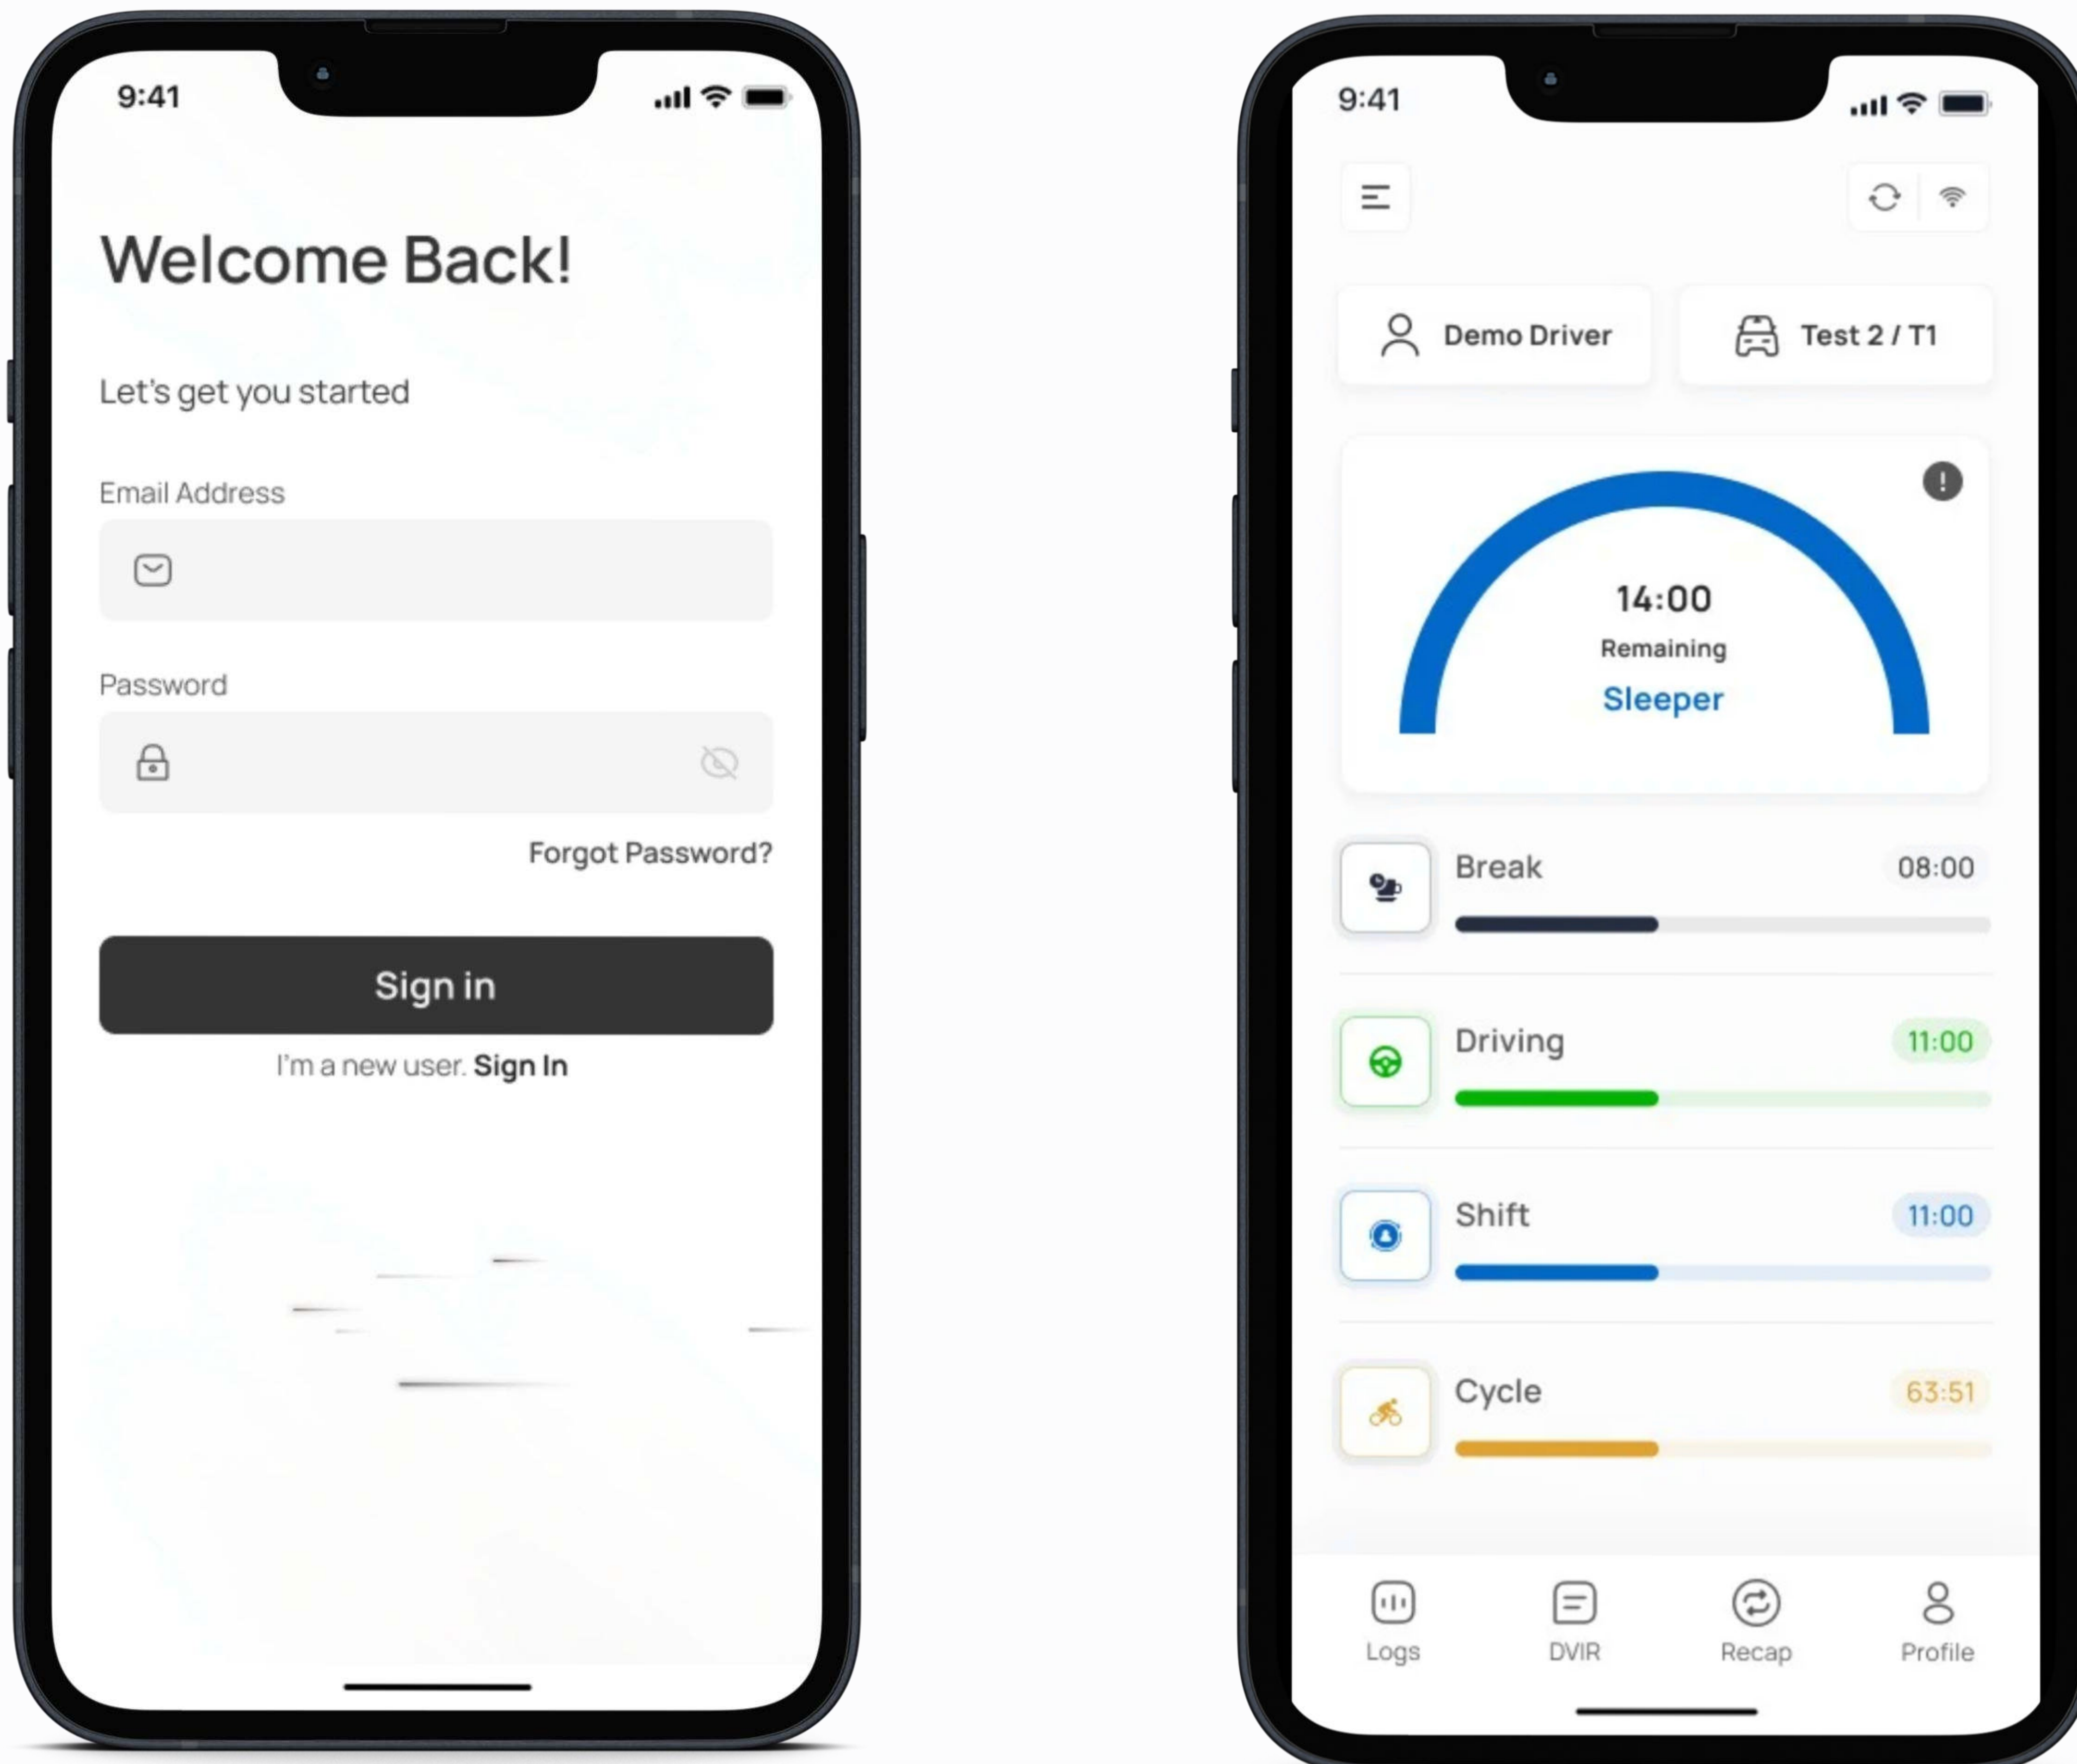 9:41
Welcome Back!
Let's get you started
Email Address
Password
Forgot Password?
Sign in
I'm a new user. Sign In
9:41
Demo Driver
Test 2 / T1
14:00
Remaining
Sleeper
Break 08:00
Driving 11:00
Shift 11:00
Cycle 63:51
Logs DVIR Recap Profile